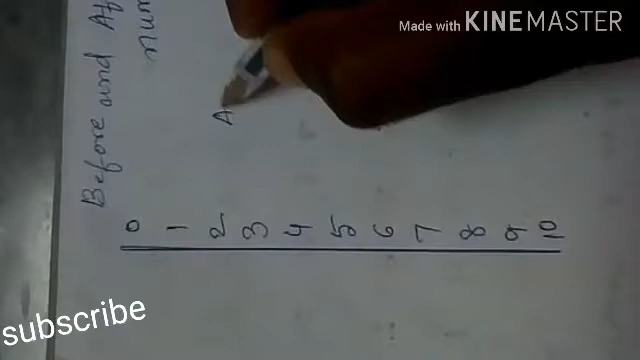 Made with KINEMASTER
Before and Af
num
A
0 1 2 3 4 5 6 7 8 9 10
subscribe